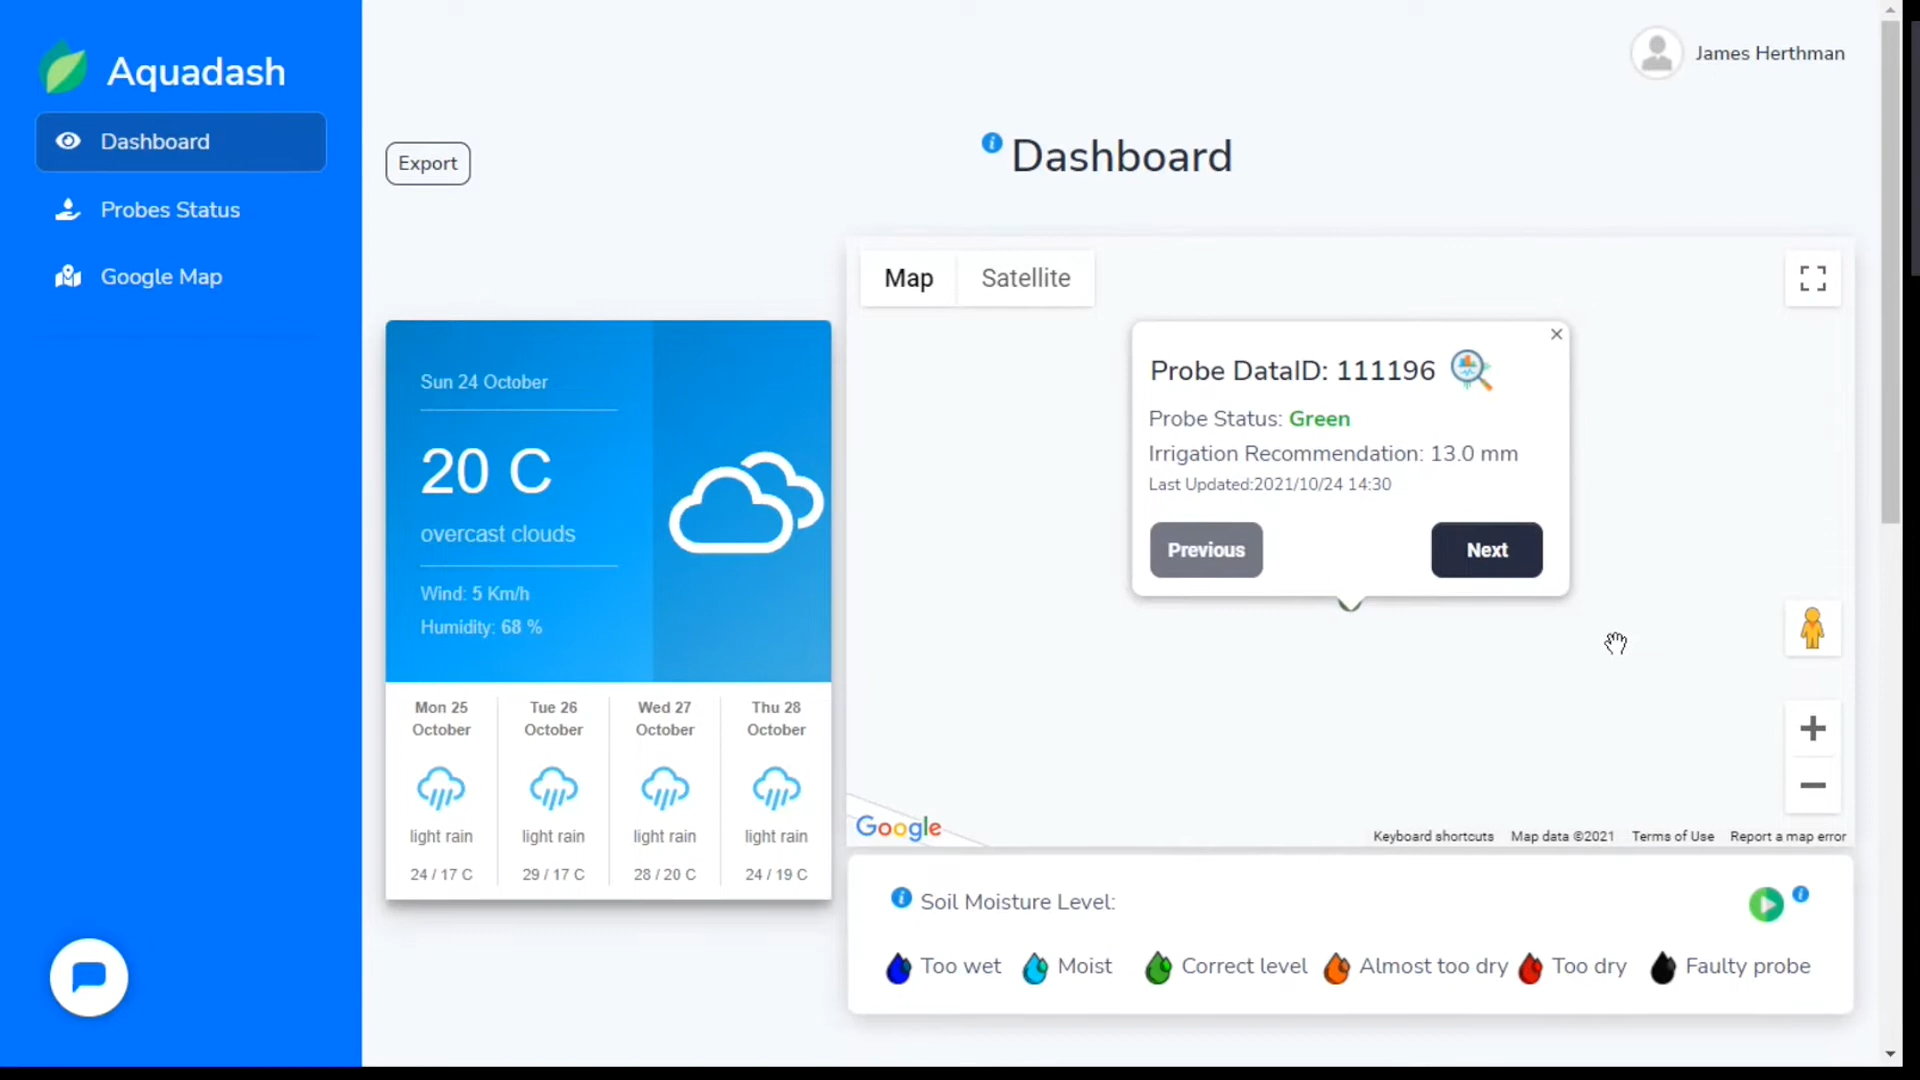 Aquadash
Dashboard
Probes Status
Google Map
James Herthman
Export
Dashboard
Sun 24 October
20 C
overcast clouds
Wind: 5 Km/h
Humidity: 68 %
Mon 25
October
light rain
24 / 17 C
Tue 26
October
light rain
29 / 17 C
Wed 27
October
light rain
28 / 20 C
Thu 28
October
light rain
24 / 19 C
Map
Satellite
Probe DataID: 111196
Probe Status: Green
Irrigation Recommendation: 13.0 mm
Last Updated:2021/10/24 14:30
Previous
Next
Google
Keyboard shortcuts
Map data ©2021
Terms of Use
Report a map error
Soil Moisture Level:
Too wet
Moist
Correct level
Almost too dry
Too dry
Faulty probe